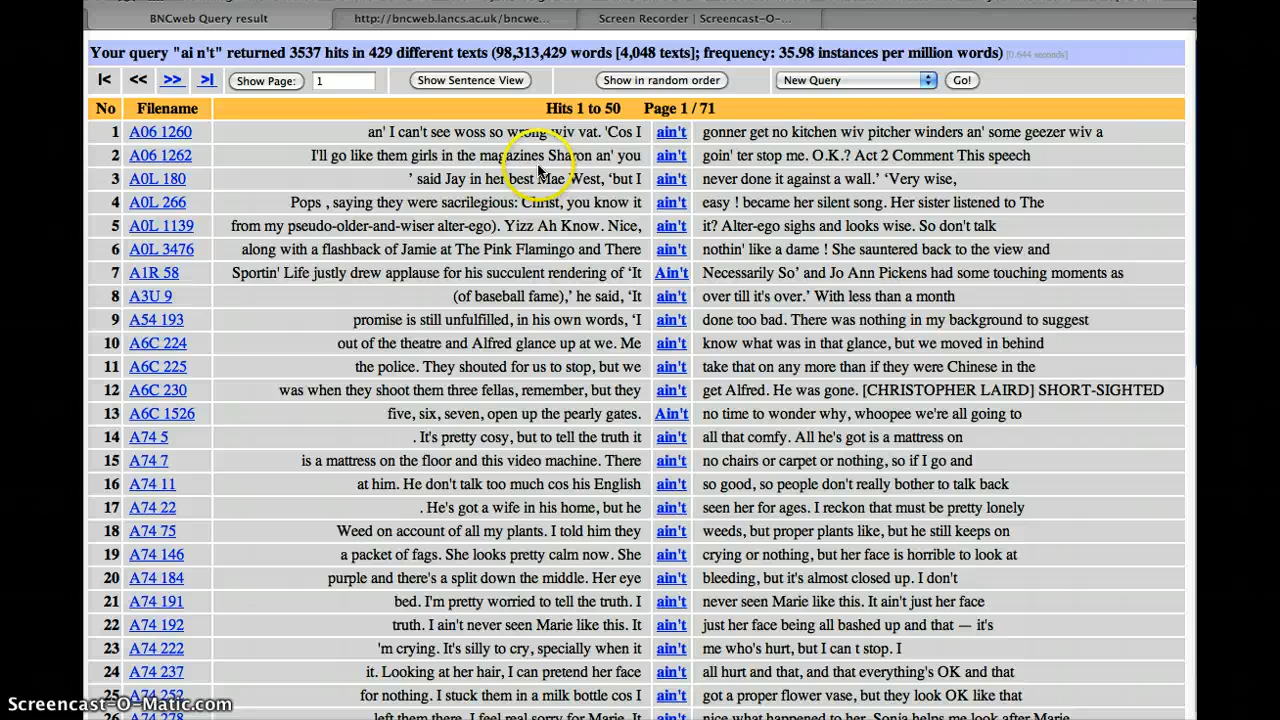 BNCweb Query result http://bncweb.lancs.ac.uk/bncwe... Screen Recorder | Screencast-O-...
Your query "ai n't" returned 3537 hits in 429 different texts (98,313,429 words [4,048 texts]; frequency: 35.98 instances per million words) [0.644 seconds]
|< << >> >| Show Page: 1 Show Sentence View Show in random order New Query Go!
No Filename Hits 1 to 50 Page 1 / 71
1 A06 1260 an' I can't see woss so wrong wiv vat. 'Cos I ain't gonner get no kitchen wiv pitcher winders an' some geezer wiv a
2 A06 1262 I'll go like them girls in the magazines Sharon an' you ain't goin' ter stop me. O.K.? Act 2 Comment This speech
3 A0L 180 ' said Jay in her best Mae West, ‘but I ain't never done it against a wall.’ ‘Very wise,
4 A0L 266 Pops , saying they were sacrilegious: Christ, you know it ain't easy ! became her silent song. Her sister listened to The
5 A0L 1139 from my pseudo-older-and-wiser alter-ego). Yizz Ah Know. Nice, ain't it? Alter-ego sighs and looks wise. So don't talk
6 A0L 3476 along with a flashback of Jamie at The Pink Flamingo and There ain't nothin' like a dame ! She sauntered back to the view and
7 A1R 58 Sportin' Life justly drew applause for his succulent rendering of ‘It Ain't Necessarily So’ and Jo Ann Pickens had some touching moments as
8 A3U 9 (of baseball fame),’ he said, ‘It ain't over till it's over.’ With less than a month
9 A54 193 promise is still unfulfilled, in his own words, ‘I ain't done too bad. There was nothing in my background to suggest
10 A6C 224 out of the theatre and Alfred glance up at we. Me ain't know what was in that glance, but we moved in behind
11 A6C 225 the police. They shouted for us to stop, but we ain't take that on any more than if they were Chinese in the
12 A6C 230 was when they shoot them three fellas, remember, but they ain't get Alfred. He was gone. [CHRISTOPHER LAIRD] SHORT-SIGHTED
13 A6C 1526 five, six, seven, open up the pearly gates. Ain't no time to wonder why, whoopee we're all going to
14 A74 5 . It's pretty cosy, but to tell the truth it ain't all that comfy. All he's got is a mattress on
15 A74 7 is a mattress on the floor and this video machine. There ain't no chairs or carpet or nothing, so if I go and
16 A74 11 at him. He don't talk too much cos his English ain't so good, so people don't really bother to talk back
17 A74 22 . He's got a wife in his home, but he ain't seen her for ages. I reckon that must be pretty lonely
18 A74 75 Weed on account of all my plants. I told him they ain't weeds, but proper plants like, but he still keeps on
19 A74 146 a packet of fags. She looks pretty calm now. She ain't crying or nothing, but her face is horrible to look at
20 A74 184 purple and there's a split down the middle. Her eye ain't bleeding, but it's almost closed up. I don't
21 A74 191 bed. I'm pretty worried to tell the truth. I ain't never seen Marie like this. It ain't just her face
22 A74 192 truth. I ain't never seen Marie like this. It ain't just her face being all bashed up and that — it's
23 A74 222 'm crying. It's silly to cry, specially when it ain't me who's hurt, but I can t stop. I
24 A74 237 it. Looking at her hair, I can pretend her face ain't all hurt and that, and that everything's OK and that
25 A74 252 for nothing. I stuck them in a milk bottle cos I ain't got a proper flower vase, but they look OK like that
26 A74 278 left them there. I feel real sorry for Marie. It ain't nice what happened to her. Sonia helps me look after Marie
Screencast-O-Matic.com